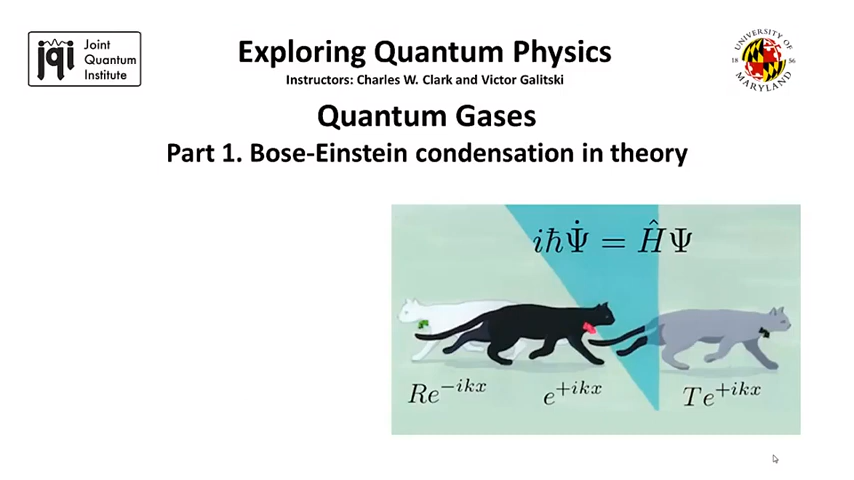 Joint
Quantum
Institute
jqi
Exploring Quantum Physics
Instructors: Charles W. Clark and Victor Galitski
UNIVERSITY OF
18 56
MARYLAND
Quantum Gases
Part 1. Bose-Einstein condensation in theory
iħΨ̇ = ĤΨ
Re^{-ikx} e^{+ikx} Te^{+ikx}